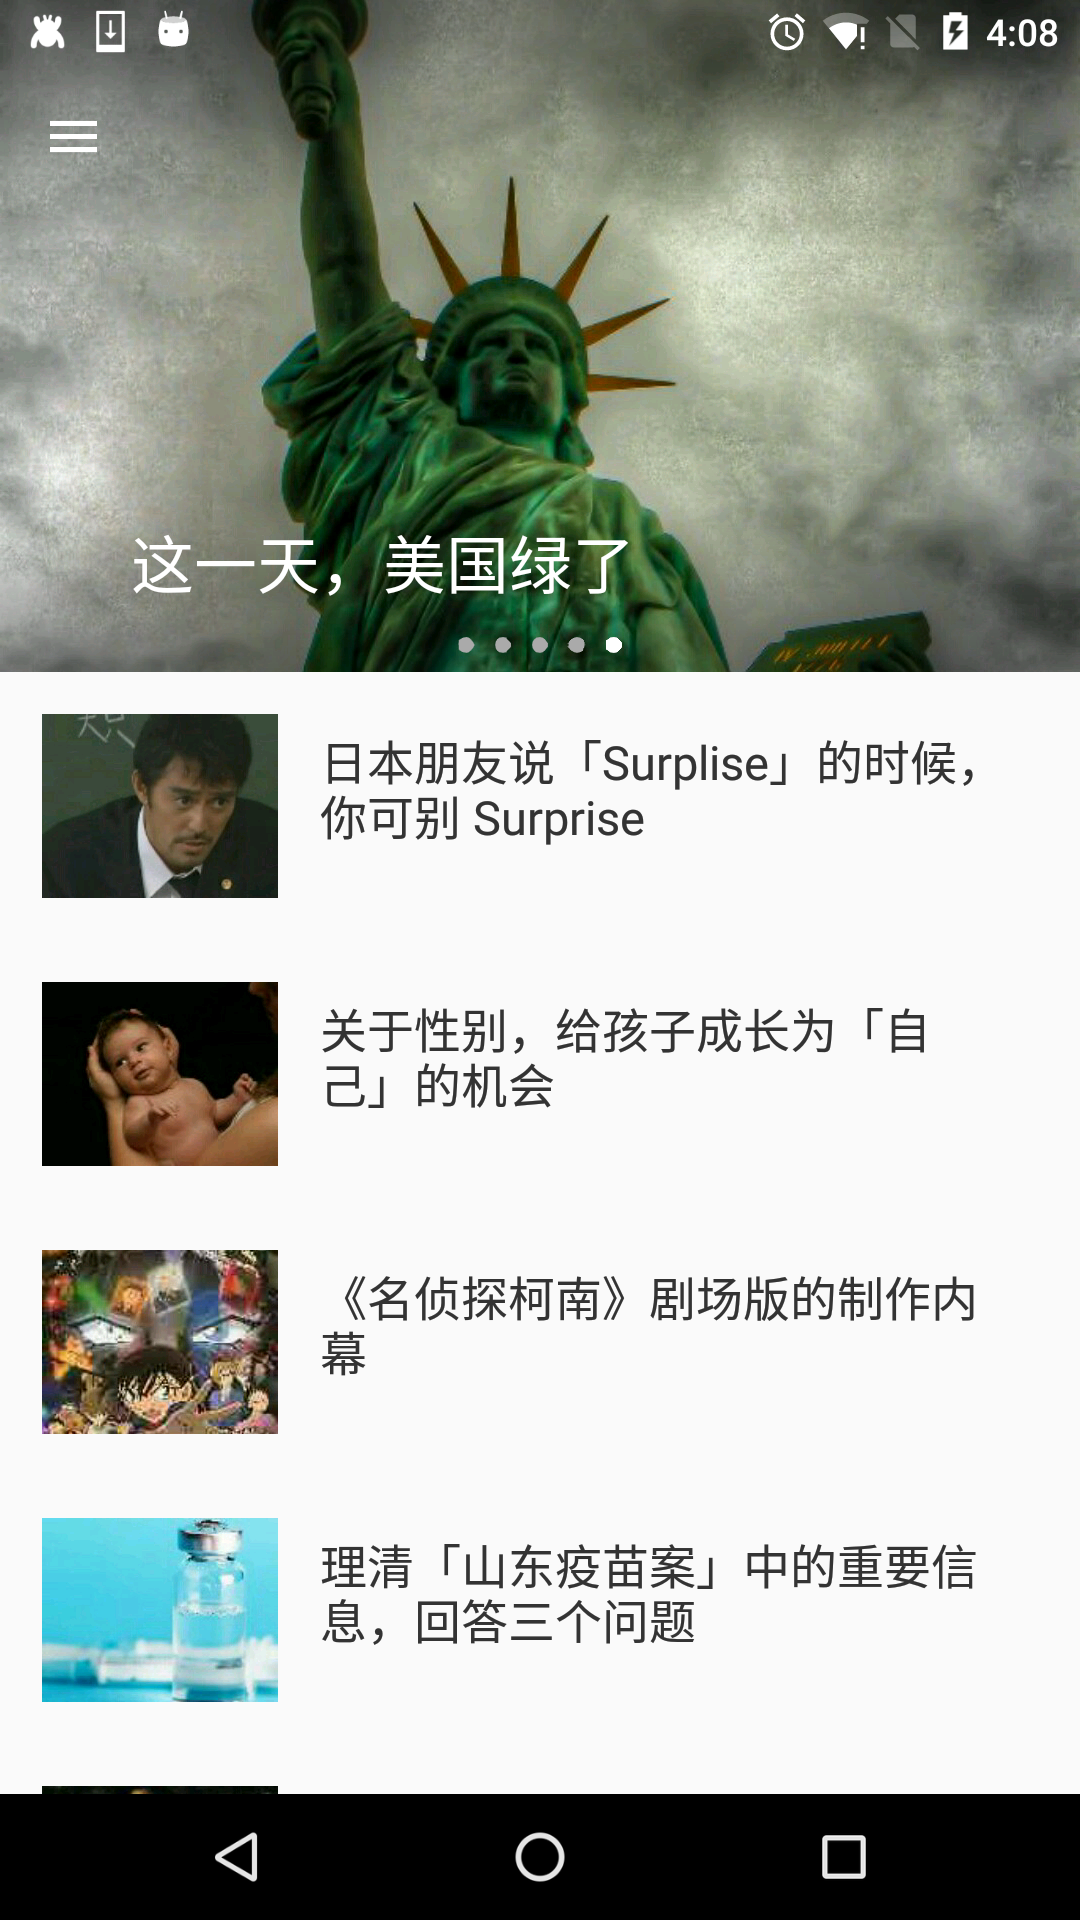 4:08
这一天，美国绿了
日本朋友说「Surplise」的时候，
你可别 Surprise
关于性别，给孩子成长为「自
己」的机会
《名侦探柯南》剧场版的制作内
幕
理清「山东疫苗案」中的重要信
息，回答三个问题